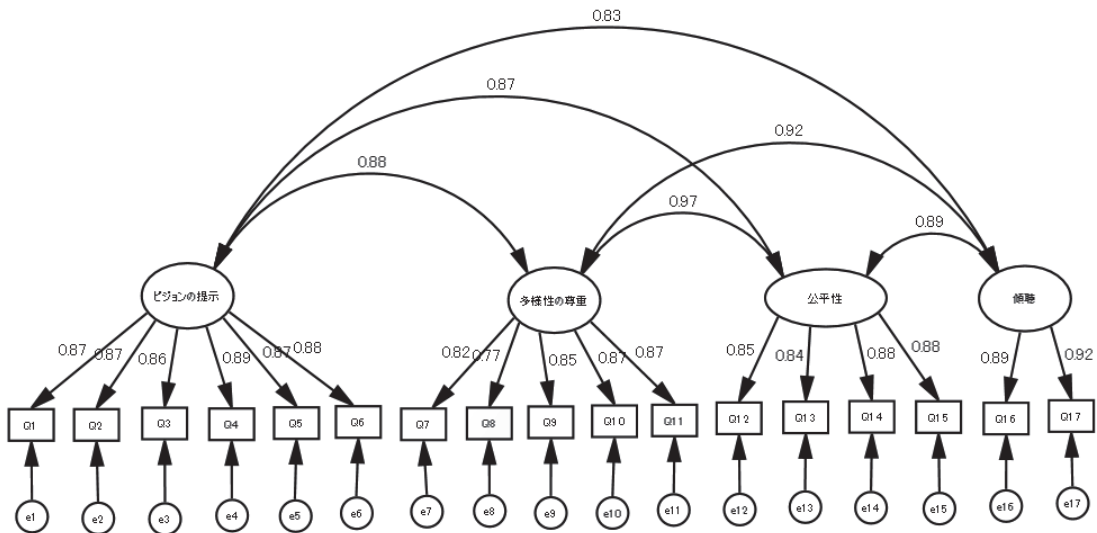 0.83
0.87
0.92
0.88
0.97
0.89
ビジョンの提示
多様性の尊重
公平性
傾聴
0.87
0.87
0.86
0.89
0.87
0.88
0.82
0.77
0.85
0.87
0.87
0.85
0.84
0.88
0.88
0.89
0.92
Q1
Q2
Q3
Q4
Q5
Q6
Q7
Q8
Q9
Q10
Q11
Q12
Q13
Q14
Q15
Q16
Q17
e1
e2
e3
e4
e5
e6
e7
e8
e9
e10
e11
e12
e13
e14
e15
e16
e17